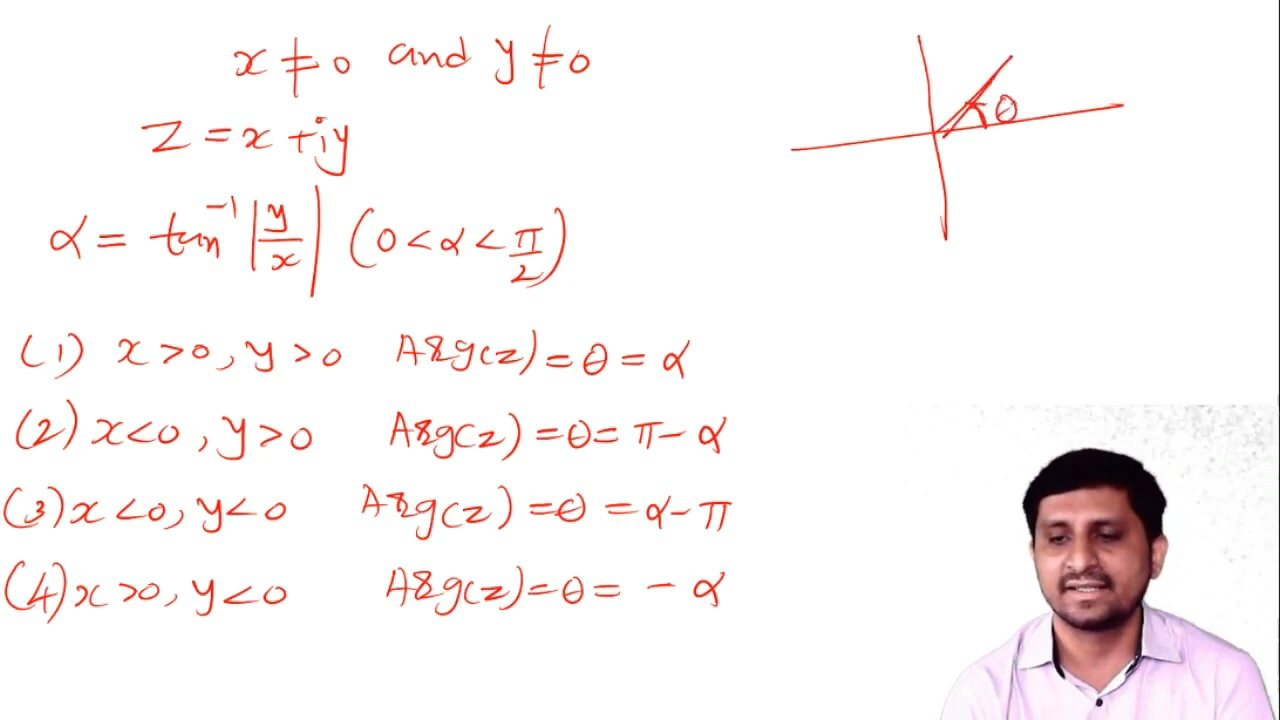 x ≠ 0 and y ≠ 0
z = x + iy
θ
α = tan⁻¹ |y/x| (0 < α < π/2)
(1) x > 0, y > 0 Arg(z) = θ = α
(2) x < 0, y > 0 Arg(z) = θ = π - α
(3) x < 0, y < 0 Arg(z) = θ = α - π
(4) x > 0, y < 0 Arg(z) = θ = - α